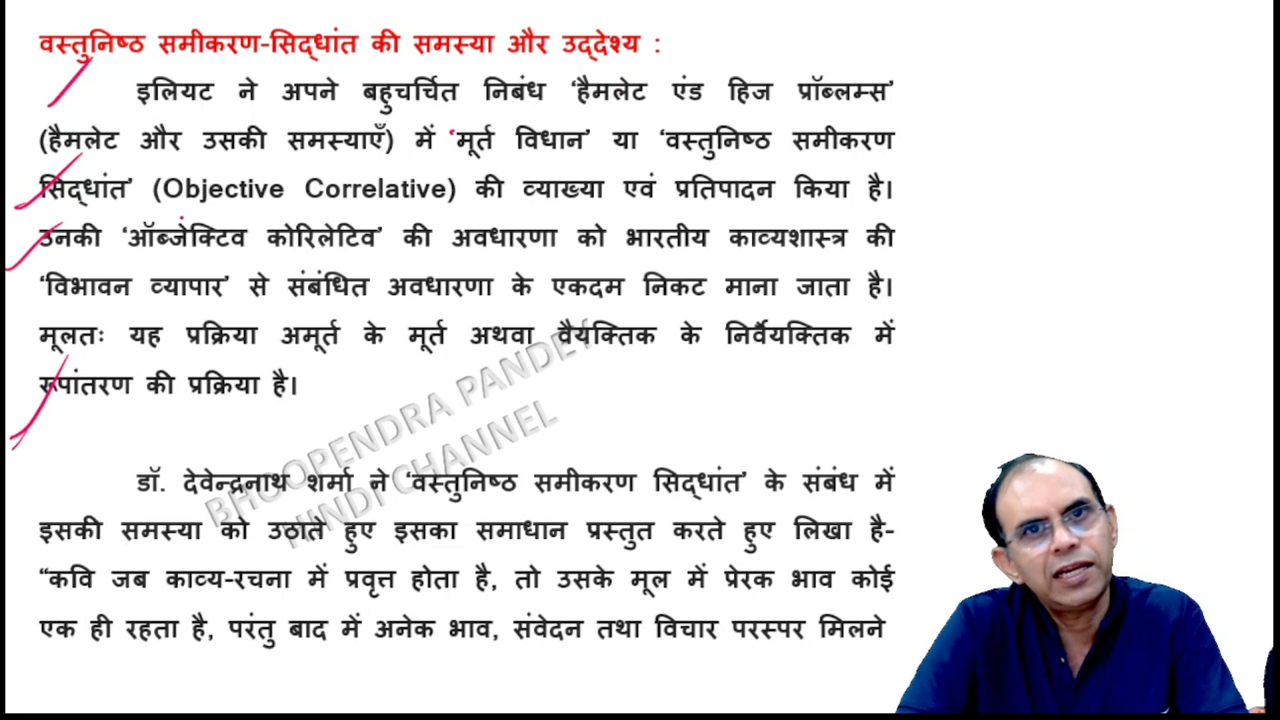 वस्तुनिष्ठ समीकरण-सिद्धांत की समस्या और उद्देश्य :
इलियट ने अपने बहुचर्चित निबंध ‘हैमलेट एंड हिज प्रॉब्लम्स’
(हैमलेट और उसकी समस्याएँ) में ‘मूर्त विधान’ या ‘वस्तुनिष्ठ समीकरण
सिद्धांत’ (Objective Correlative) की व्याख्या एवं प्रतिपादन किया है।
उनकी ‘ऑब्जेक्टिव कोरिलेटिव’ की अवधारणा को भारतीय काव्यशास्त्र की
‘विभावन व्यापार’ से संबंधित अवधारणा के एकदम निकट माना जाता है।
मूलतः यह प्रक्रिया अमूर्त के मूर्त अथवा वैयक्तिक के निर्वैयक्तिक में
रूपांतरण की प्रक्रिया है।
BHOOPENDRA PANDEY
HINDI CHANNEL
डॉ. देवेन्द्रनाथ शर्मा ने ‘वस्तुनिष्ठ समीकरण सिद्धांत’ के संबंध में
इसकी समस्या को उठाते हुए इसका समाधान प्रस्तुत करते हुए लिखा है-
“कवि जब काव्य-रचना में प्रवृत्त होता है, तो उसके मूल में प्रेरक भाव कोई
एक ही रहता है, परंतु बाद में अनेक भाव, संवेदन तथा विचार परस्पर मिलने